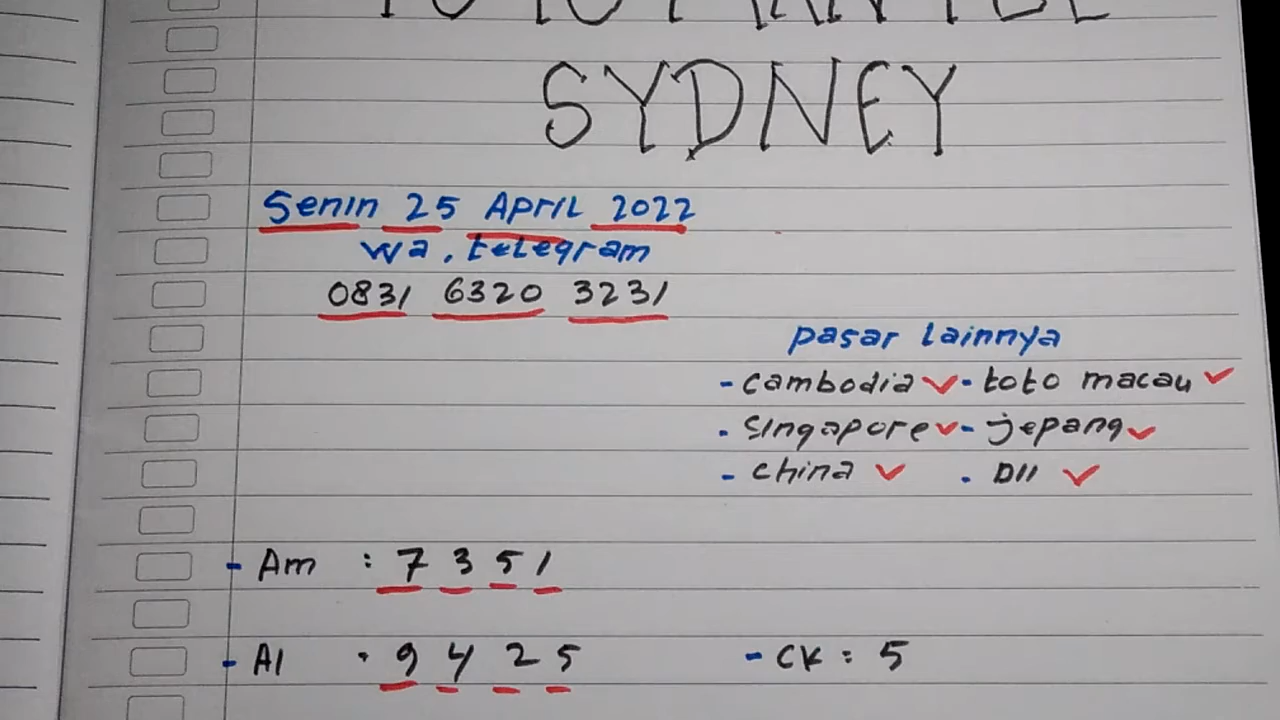 SYDNEY
Senin 25 April 2022
wa, telegram
0831 6320 3231
pasar lainnya
- cambodia ✓ - toto macau ✓
- singapore ✓ - jepang ✓
- china ✓ - Dll ✓
- Am : 7 3 5 1
- AI : 9 4 2 5
- CK : 5